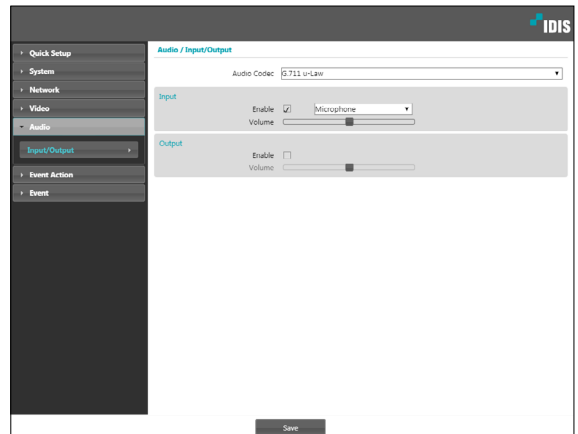 IDIS
Quick Setup
System
Network
Video
Audio
Input/Output
Event Action
Event
Audio / Input/Output
Audio Codec G.711 u-Law
Input
Enable Microphone
Volume
Output
Enable
Volume
Save